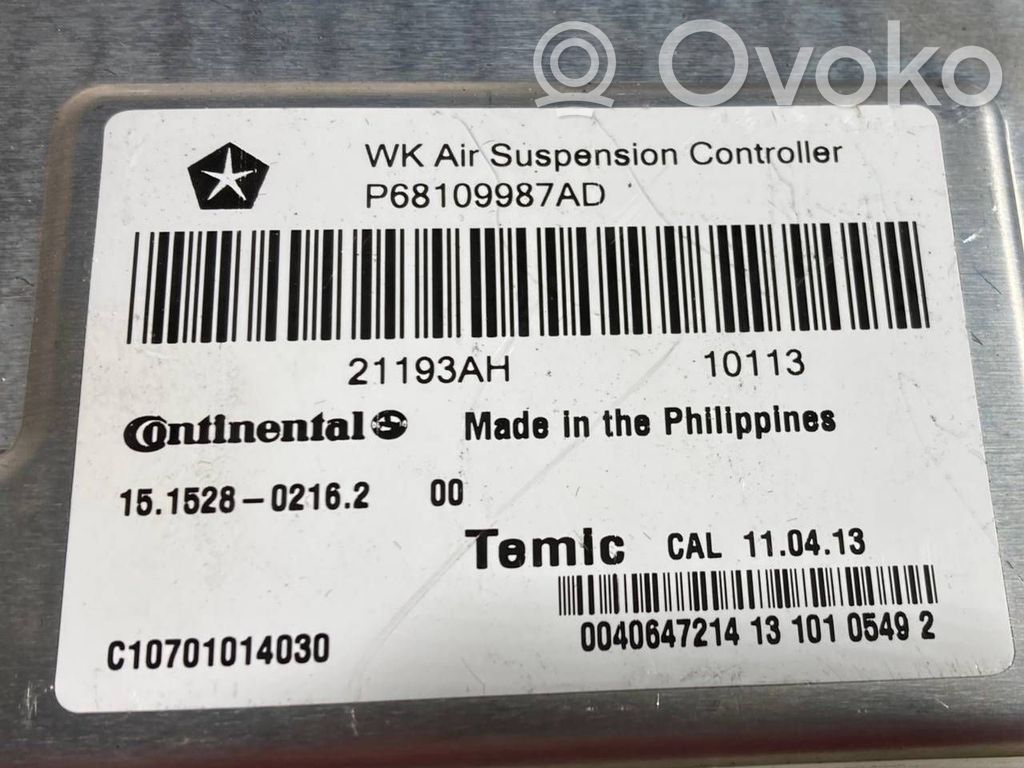 Ovoko
WK Air Suspension Controller
P68109987AD
21193AH 10113
Continental Made in the Philippines
15.1528-0216.2 00
Temic CAL 11.04.13
C10701014030 0040647214 13 101 0549 2